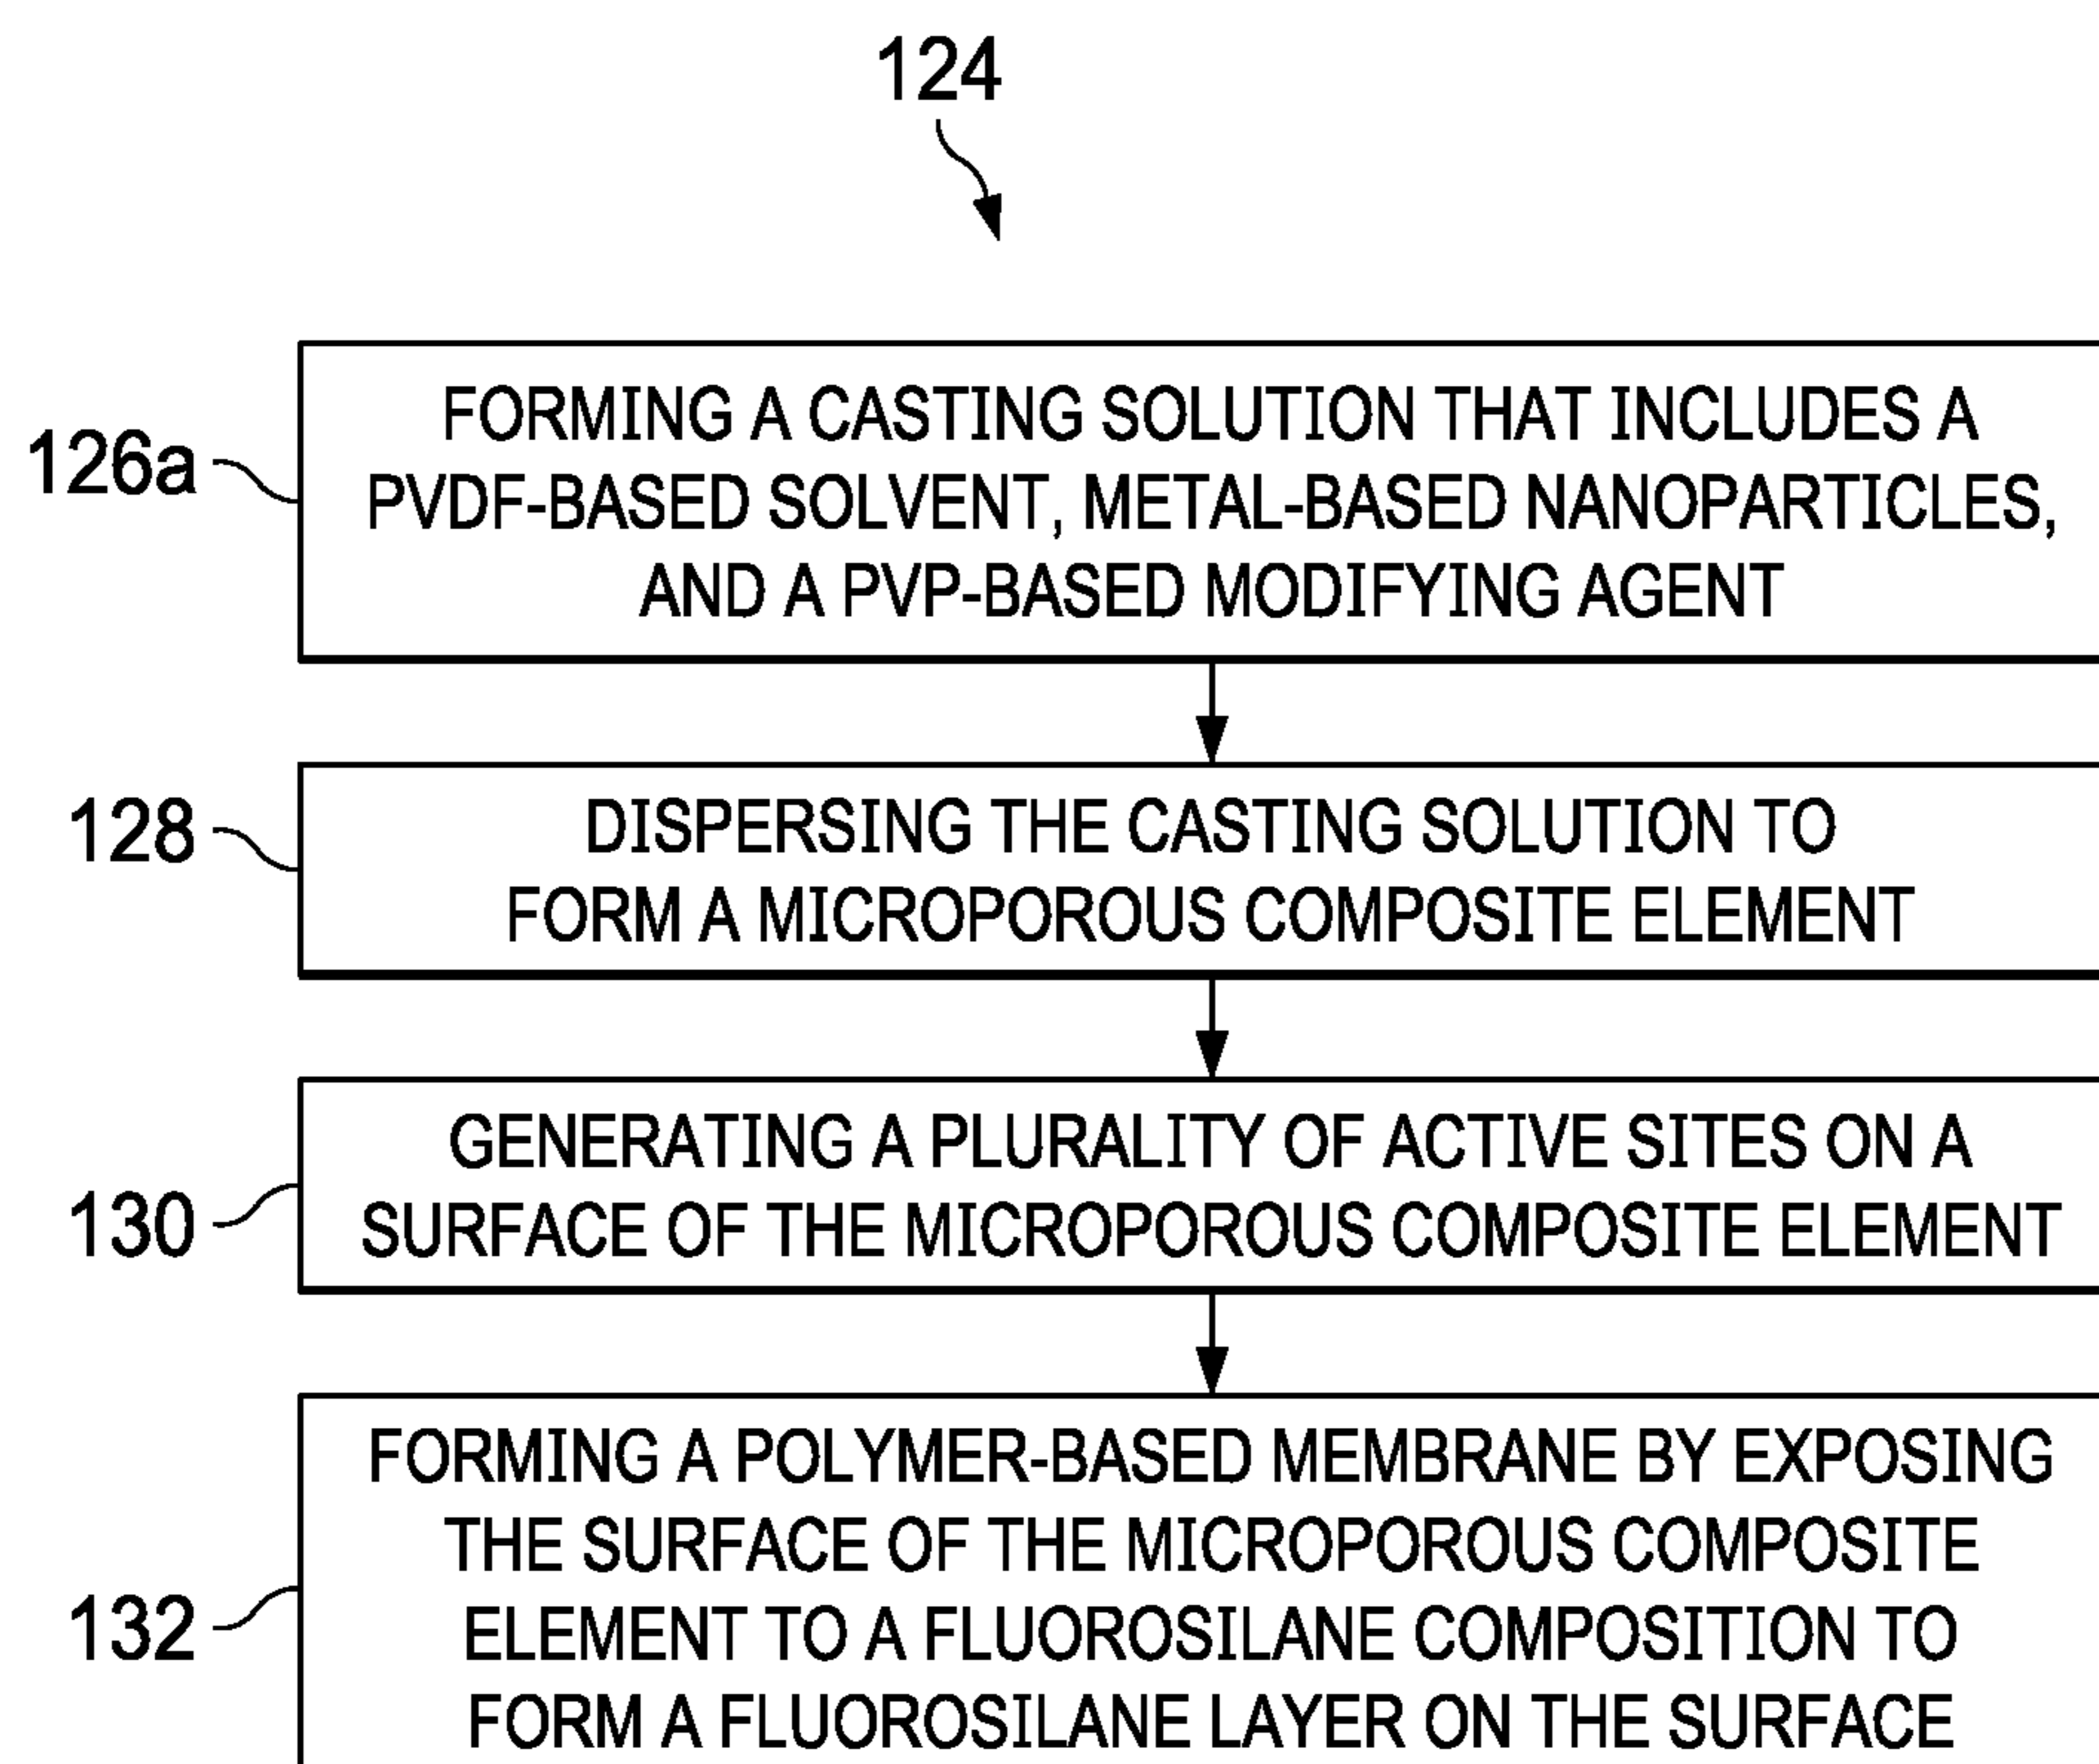 124
126a
FORMING A CASTING SOLUTION THAT INCLUDES A
PVDF-BASED SOLVENT, METAL-BASED NANOPARTICLES,
AND A PVP-BASED MODIFYING AGENT
128
DISPERSING THE CASTING SOLUTION TO
FORM A MICROPOROUS COMPOSITE ELEMENT
130
GENERATING A PLURALITY OF ACTIVE SITES ON A
SURFACE OF THE MICROPOROUS COMPOSITE ELEMENT
132
FORMING A POLYMER-BASED MEMBRANE BY EXPOSING
THE SURFACE OF THE MICROPOROUS COMPOSITE
ELEMENT TO A FLUOROSILANE COMPOSITION TO
FORM A FLUOROSILANE LAYER ON THE SURFACE